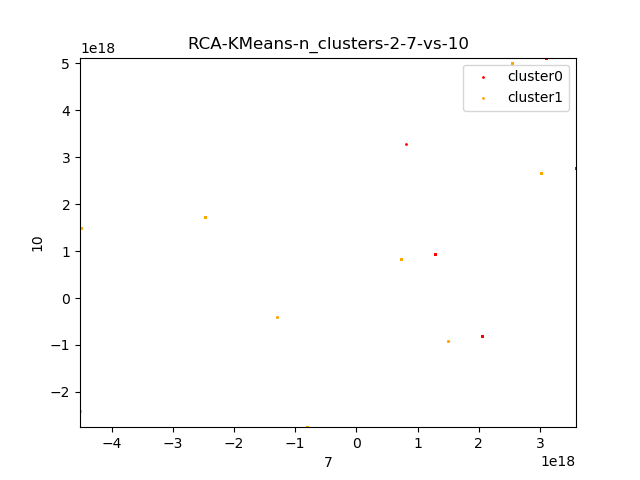 RCA-KMeans-n_clusters-2-7-vs-10
1e18
5
4
3
2
1
0
−1
−2
10
cluster0
cluster1
−4 −3 −2 −1 0 1 2 3
7
1e18